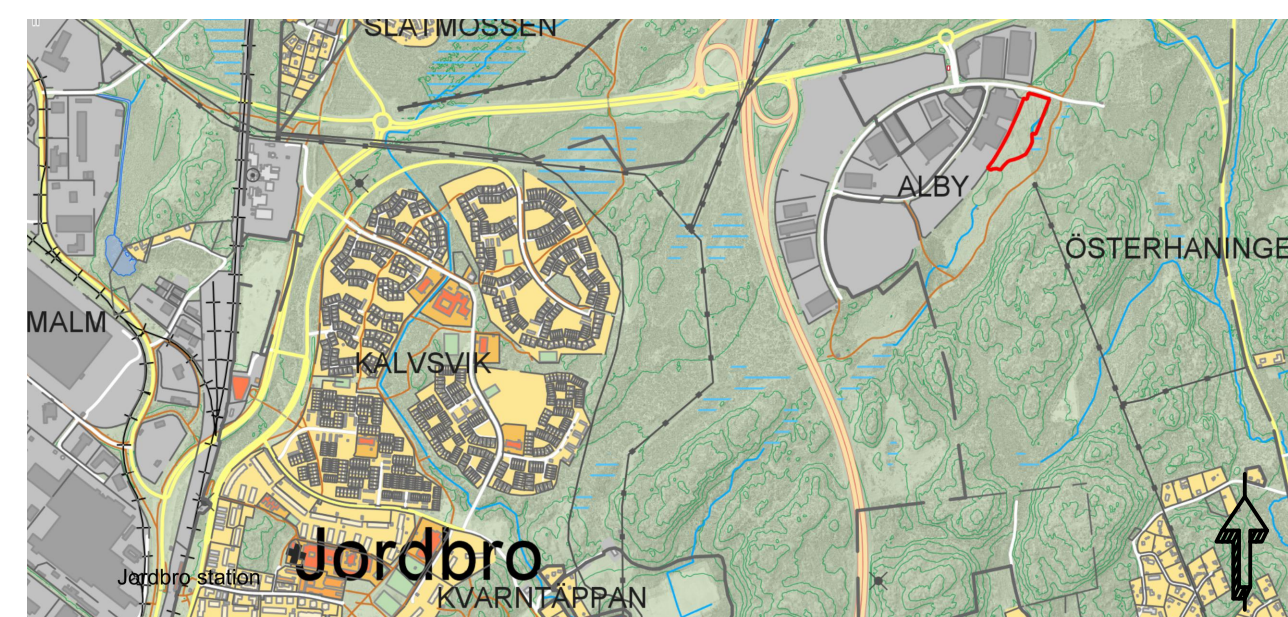 SLÄTMOSSEN
ALBY
ÖSTERHANINGE
MALM
KALVSVIK
Jordbro
Jordbro station
KVARNTÄPPAN